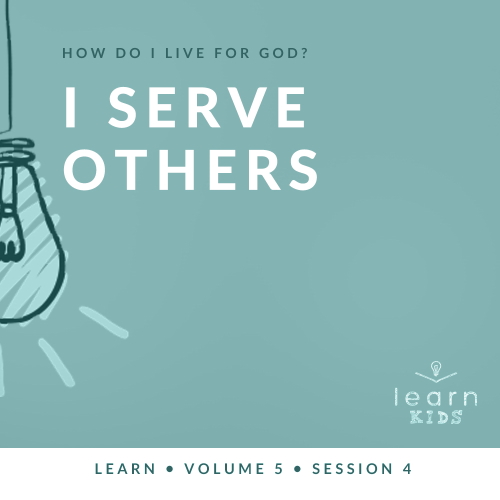 HOW DO I LIVE FOR GOD?
I SERVE
OTHERS
learn
KIDS
LEARN • VOLUME 5 • SESSION 4